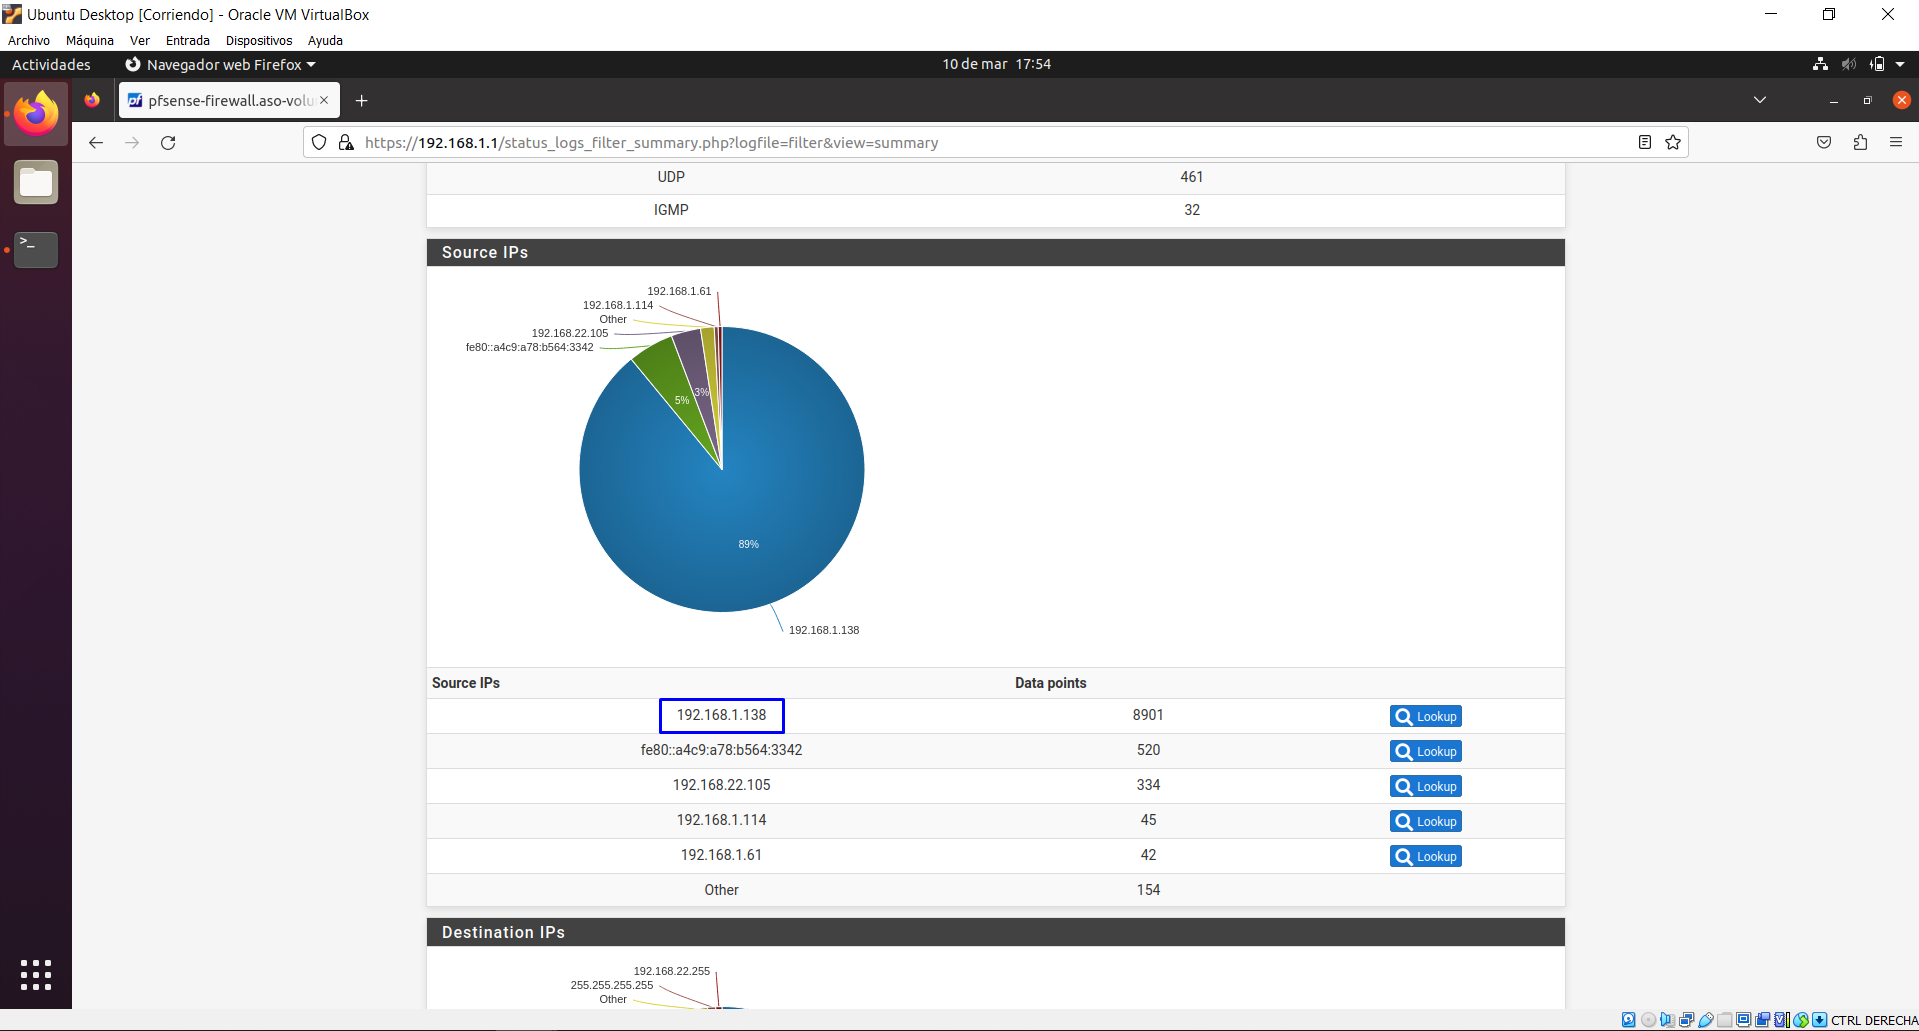 Ubuntu Desktop [Corriendo] - Oracle VM VirtualBox
Archivo Máquina Ver Entrada Dispositivos Ayuda
Actividades Navegador web Firefox 10 de mar 17:54
pfsense-firewall.aso-volu
https://192.168.1.1/status_logs_filter_summary.php?logfile=filter&view=summary
UDP 461
IGMP 32
Source IPs
192.168.1.61
192.168.1.114
Other
192.168.22.105
fe80::a4c9:a78:b564:3342
5%
3%
89%
192.168.1.138
Source IPs Data points
192.168.1.138 8901 Lookup
fe80::a4c9:a78:b564:3342 520 Lookup
192.168.22.105 334 Lookup
192.168.1.114 45 Lookup
192.168.1.61 42 Lookup
Other 154
Destination IPs
192.168.22.255
255.255.255.255
Other
CTRL DERECHA